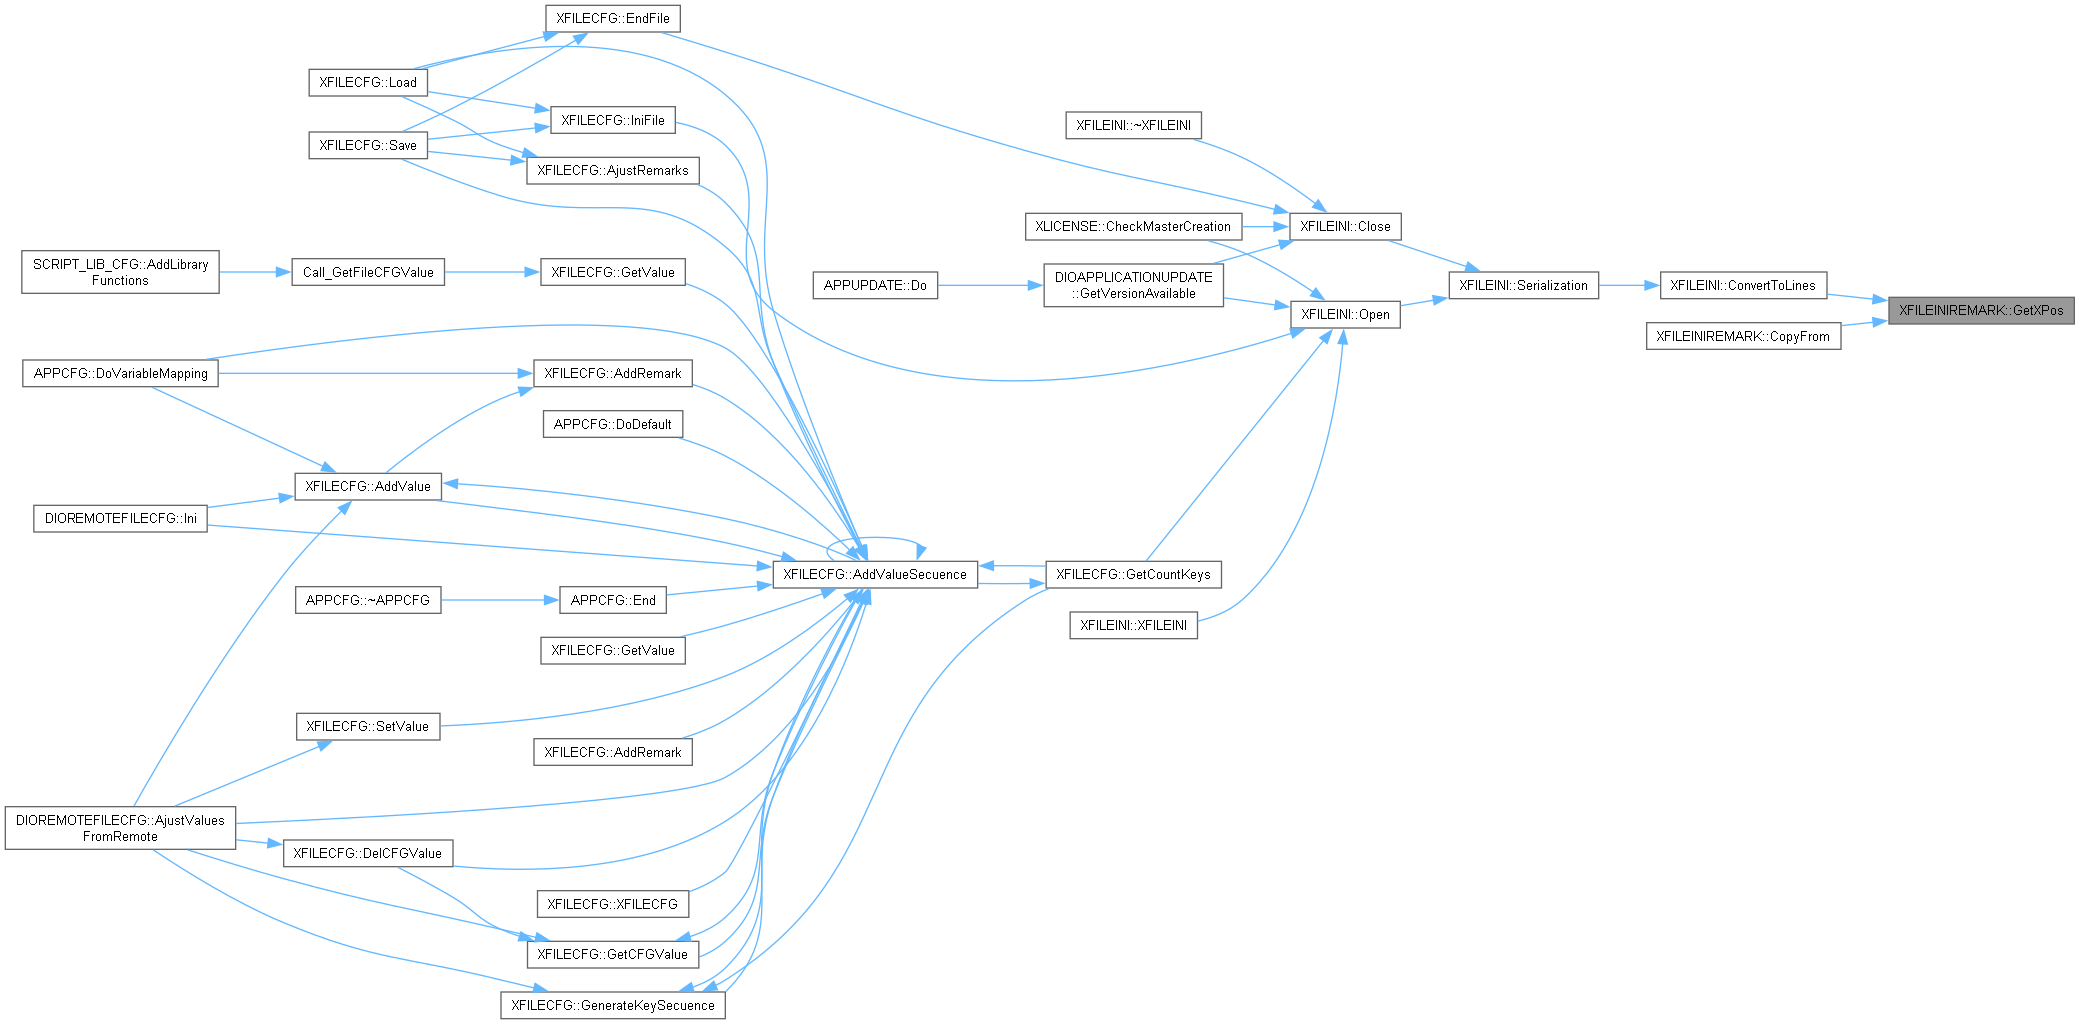 XFILECFG::EndFile
XFILECFG::Load
XFILECFG::IniFile
XFILEINI::~XFILEINI
XFILECFG::Save
XFILECFG::AjustRemarks
XLICENSE::CheckMasterCreation
XFILEINI::Close
SCRIPT_LIB_CFG::AddLibrary
Functions
Call_GetFileCFGValue
XFILECFG::GetValue
APPUPDATE::Do
DIOAPPLICATIONUPDATE
::GetVersionAvailable
XFILEINI::Serialization
XFILEINI::ConvertToLines
XFILEINI::Open
XFILEINIREMARK::GetXPos
XFILEINIREMARK::CopyFrom
APPCFG::DoVariableMapping
XFILECFG::AddRemark
APPCFG::DoDefault
XFILECFG::AddValue
DIOREMOTEFILECFG::Ini
XFILECFG::AddValueSecuence
XFILECFG::GetCountKeys
APPCFG::~APPCFG
APPCFG::End
XFILEINI::XFILEINI
XFILECFG::GetValue
XFILECFG::SetValue
XFILECFG::AddRemark
DIOREMOTEFILECFG::AjustValues
FromRemote
XFILECFG::DelCFGValue
XFILECFG::XFILECFG
XFILECFG::GetCFGValue
XFILECFG::GenerateKeySecuence